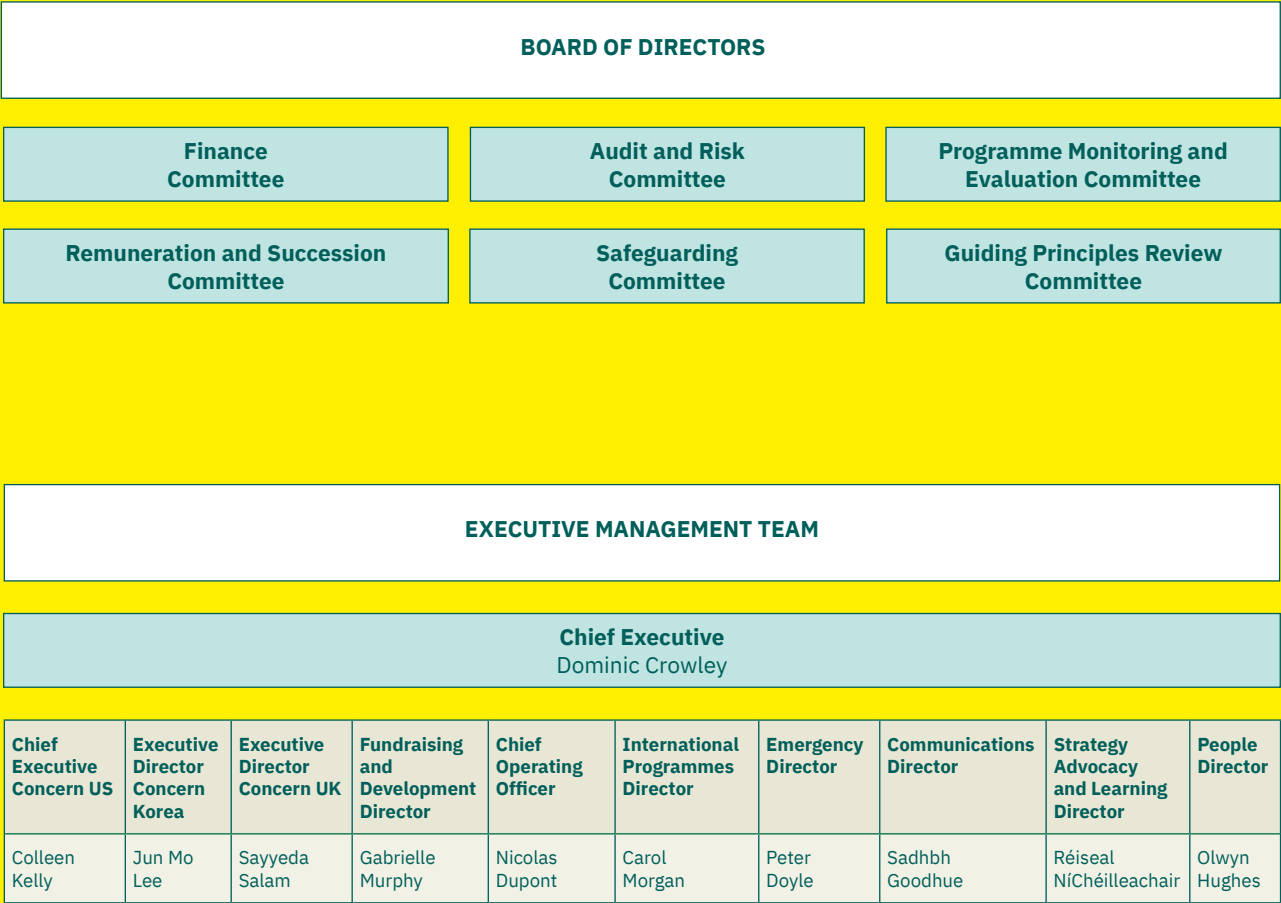 BOARD OF DIRECTORS
Finance
Committee
Audit and Risk
Committee
Programme Monitoring and
Evaluation Committee
Remuneration and Succession
Committee
Safeguarding
Committee
Guiding Principles Review
Committee
EXECUTIVE MANAGEMENT TEAM
Chief Executive
Dominic Crowley
Chief
Executive
Concern US
Executive
Director
Concern
Korea
Executive
Director
Concern UK
Fundraising
and
Development
Director
Chief
Operating
Officer
International
Programmes
Director
Emergency
Director
Communications
Director
Strategy
Advocacy
and Learning
Director
People
Director
Colleen
Kelly
Jun Mo
Lee
Sayyeda
Salam
Gabrielle
Murphy
Nicolas
Dupont
Carol
Morgan
Peter
Doyle
Sadhbh
Goodhue
Réiseal
NíChéilleachair
Olwyn
Hughes